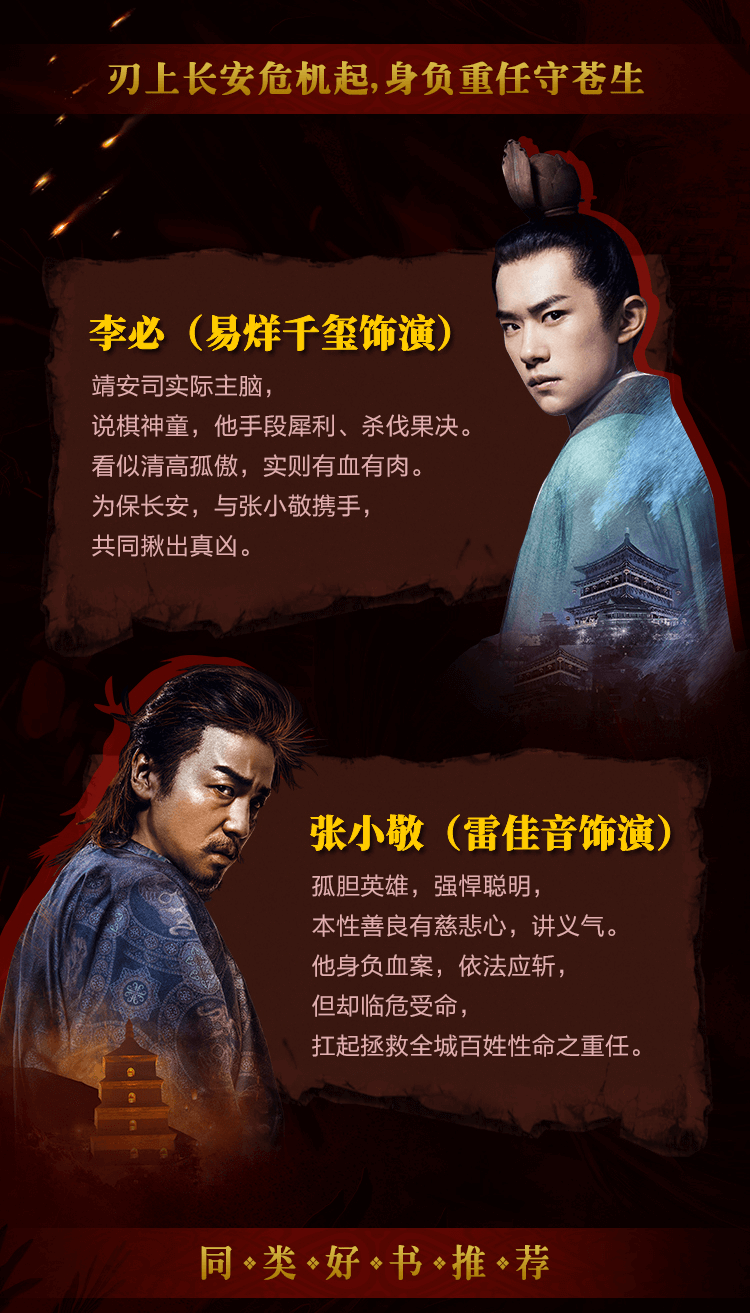 刃上长安危机起,身负重任守苍生
李必（易烊千玺饰演）
靖安司实际主脑，
说棋神童，他手段犀利、杀伐果决。
看似清高孤傲，实则有血有肉。
为保长安，与张小敬携手，
共同揪出真凶。
张小敬（雷佳音饰演）
孤胆英雄，强悍聪明，
本性善良有慈悲心，讲义气。
他身负血案，依法应斩，
但却临危受命，
扛起拯救全城百姓性命之重任。
同类好书推荐